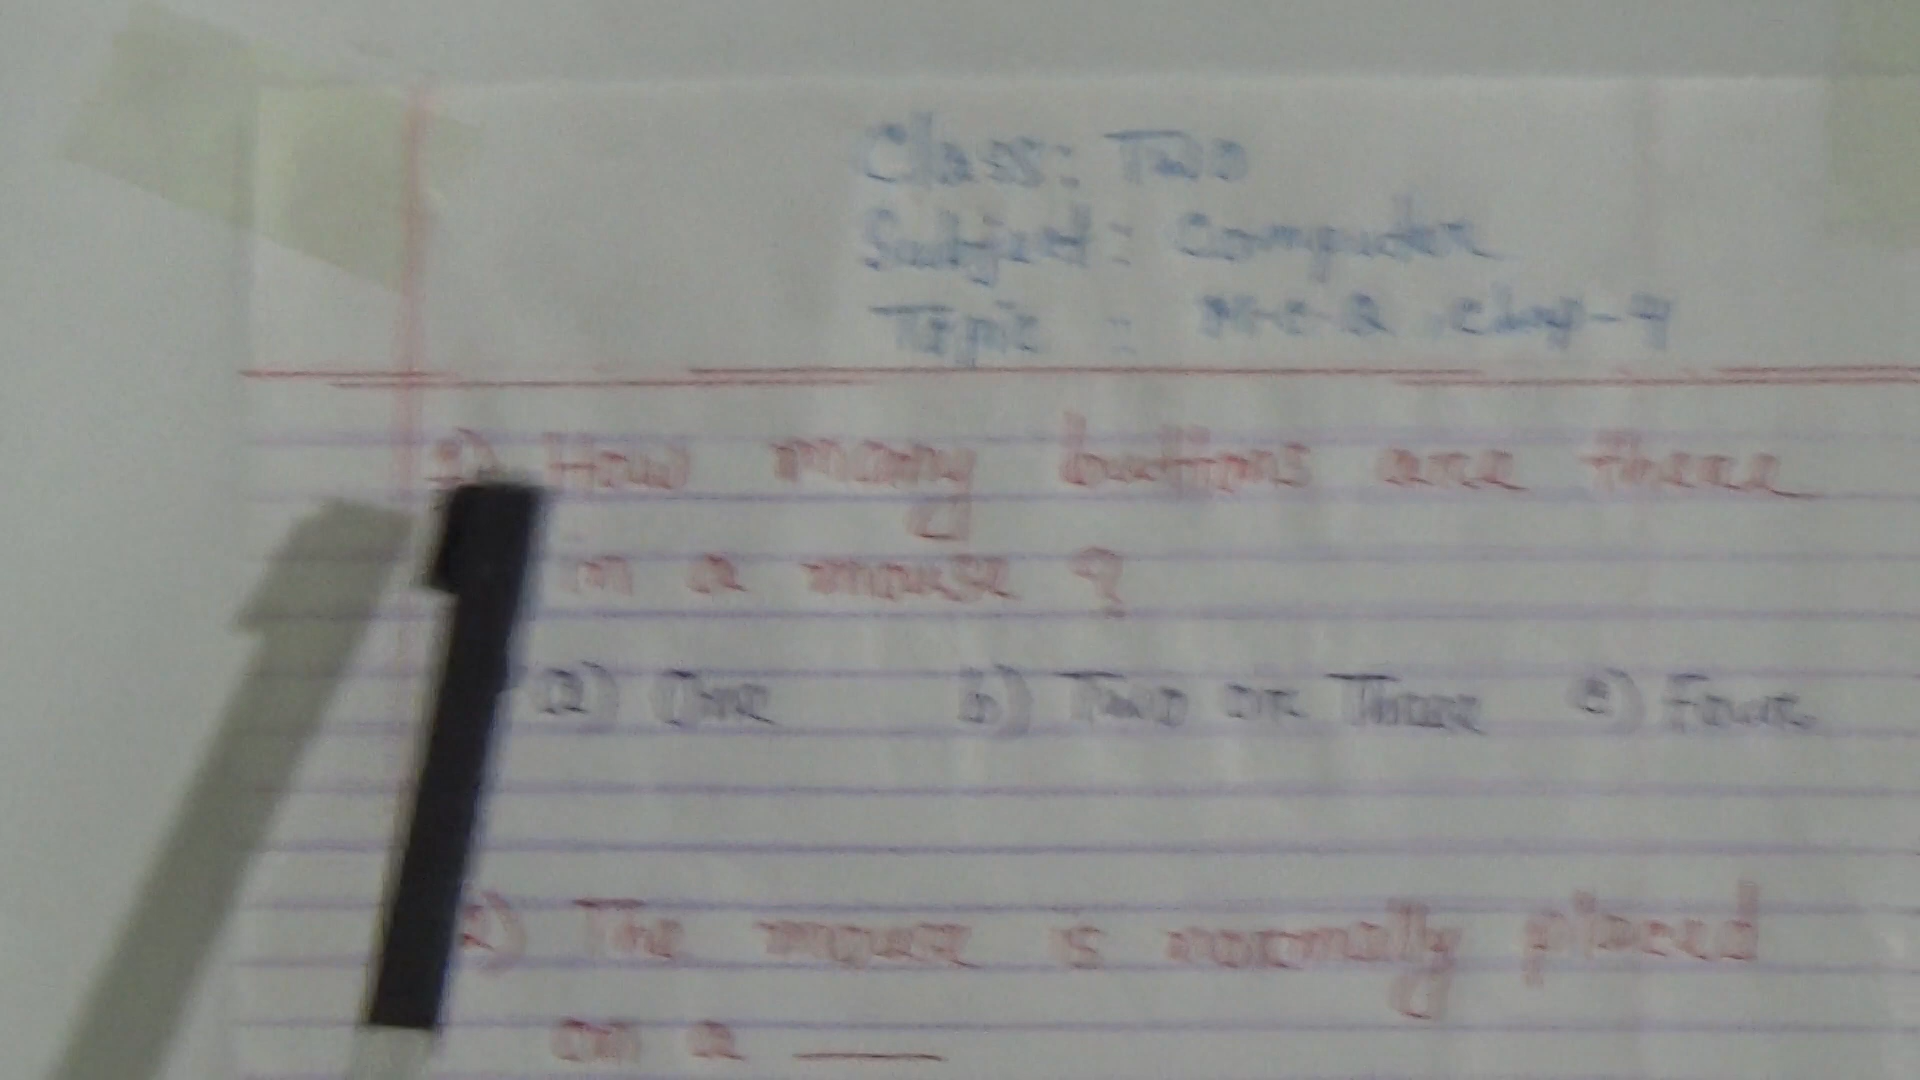 Class: Two
Subject: Computer
Topic : M.C.Q, chap-4
1) How many buttons are there
in a mouse ?
a) One b) Two or Three c) Four
2) The mouse is normally placed
on a ____